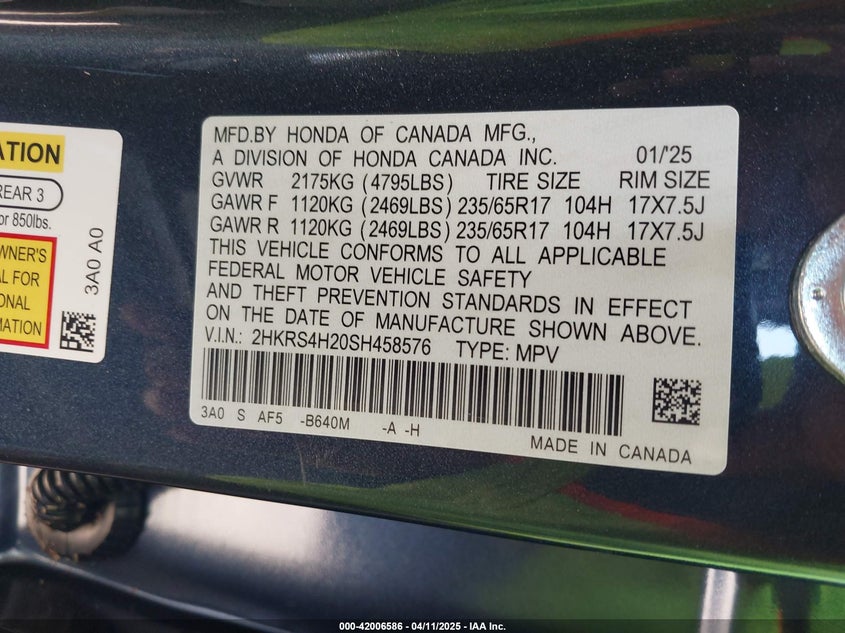 ATION
REAR 3
or 850lbs.
OWNER'S
AL FOR
IONAL
RMATION
3A0 A0
MFD.BY HONDA OF CANADA MFG.,
A DIVISION OF HONDA CANADA INC. 01/'25
GVWR 2175KG (4795LBS) TIRE SIZE RIM SIZE
GAWR F 1120KG (2469LBS) 235/65R17 104H 17X7.5J
GAWR R 1120KG (2469LBS) 235/65R17 104H 17X7.5J
THIS VEHICLE CONFORMS TO ALL APPLICABLE
FEDERAL MOTOR VEHICLE SAFETY
AND THEFT PREVENTION STANDARDS IN EFFECT
ON THE DATE OF MANUFACTURE SHOWN ABOVE.
V.I.N.: 2HKRS4H20SH458576 TYPE: MPV
3A0 S AF5 -B640M -A -H
MADE IN CANADA
000-42006586 - 04/11/2025 - IAA Inc.